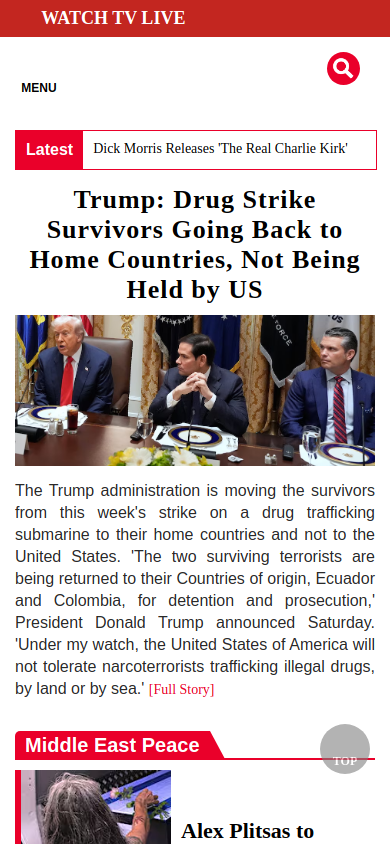 WATCH TV LIVE
MENU
Latest
Dick Morris Releases 'The Real Charlie Kirk'
Trump: Drug Strike
Survivors Going Back to
Home Countries, Not Being
Held by US
The Trump administration is moving the survivors
from this week's strike on a drug trafficking
submarine to their home countries and not to the
United States. 'The two surviving terrorists are
being returned to their Countries of origin, Ecuador
and Colombia, for detention and prosecution,'
President Donald Trump announced Saturday.
'Under my watch, the United States of America will
not tolerate narcoterrorists trafficking illegal drugs,
by land or by sea.' [Full Story]
Middle East Peace
TOP
Alex Plitsas to